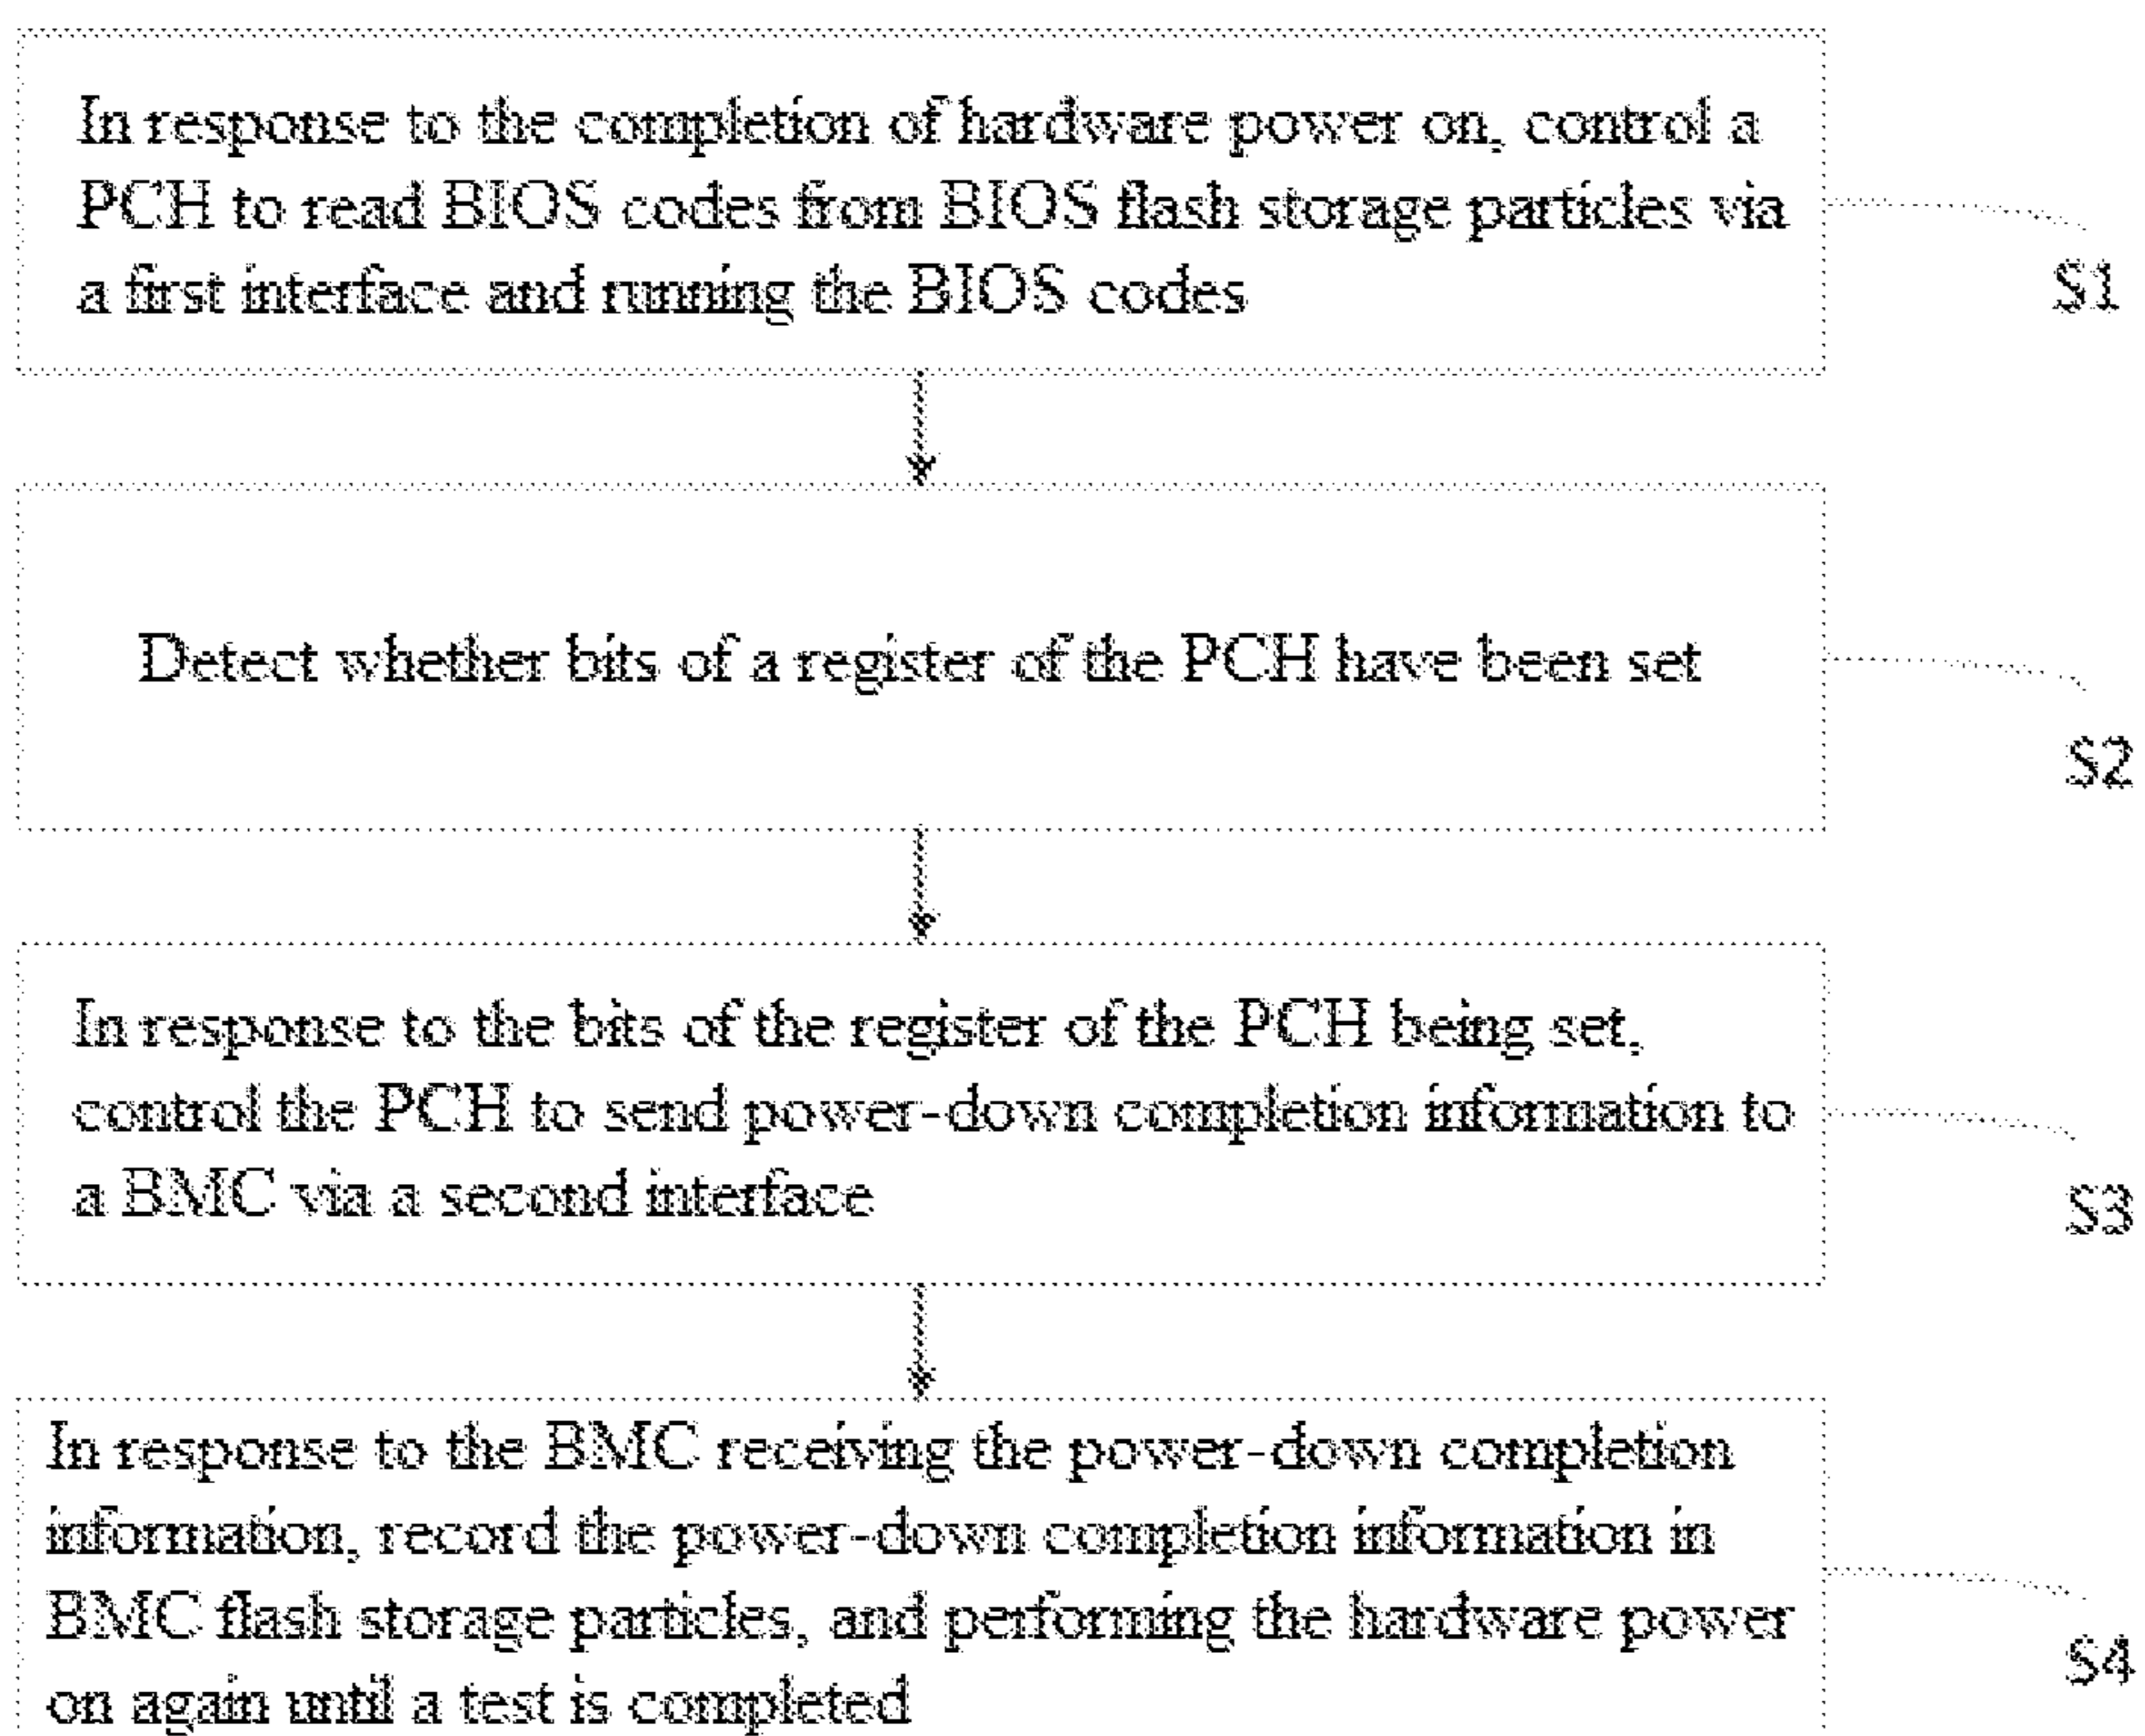 In response to the completion of hardware power on, control a
PCH to read BIOS codes from BIOS flash storage particles via
a first interface and running the BIOS codes
S1
Detect whether bits of a register of the PCH have been set
S2
In response to the bits of the register of the PCH being set,
control the PCH to send power-down completion information to
a BMC via a second interface
S3
In response to the BMC receiving the power-down completion
information, record the power-down completion information in
BMC flash storage particles, and performing the hardware power
on again until a test is completed
S4